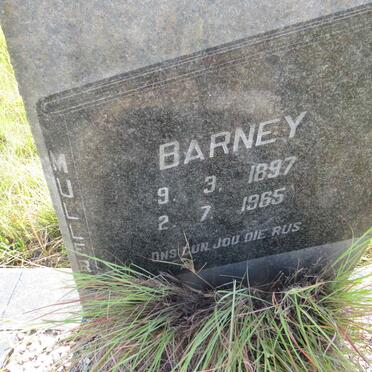 MULLER
BARNEY
9. 3. 1897
2. 7. 1965
ONS GUN JOU DIE RUS